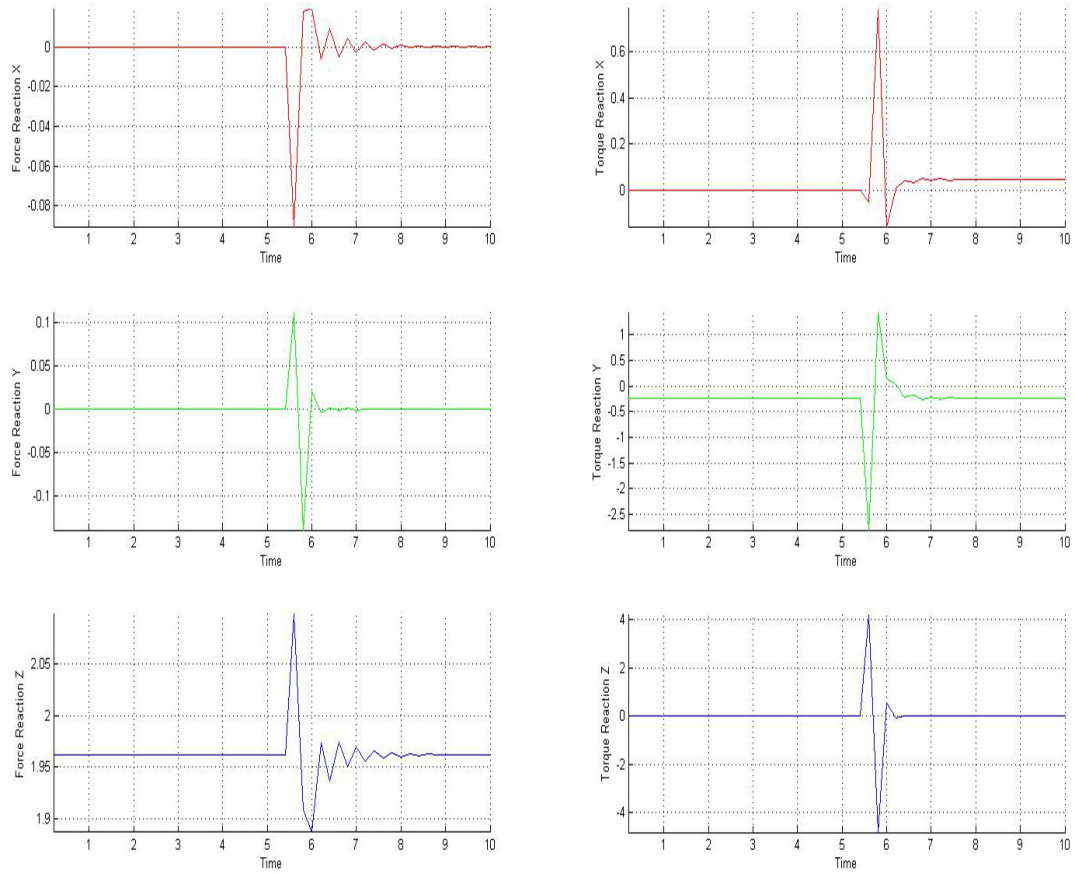 Force Reaction X
0
-0.02
-0.04
-0.06
-0.08
1 2 3 4 5 6 7 8 9 10
Time
Torque Reaction X
0.6
0.4
0.2
0
1 2 3 4 5 6 7 8 9 10
Time
Force Reaction Y
0.1
0.05
0
-0.05
-0.1
1 2 3 4 5 6 7 8 9 10
Time
Torque Reaction Y
1
0.5
0
-0.5
-1
-1.5
-2
-2.5
1 2 3 4 5 6 7 8 9 10
Time
Force Reaction Z
2.05
2
1.95
1.9
1 2 3 4 5 6 7 8 9 10
Time
Torque Reaction Z
4
2
0
-2
-4
1 2 3 4 5 6 7 8 9 10
Time